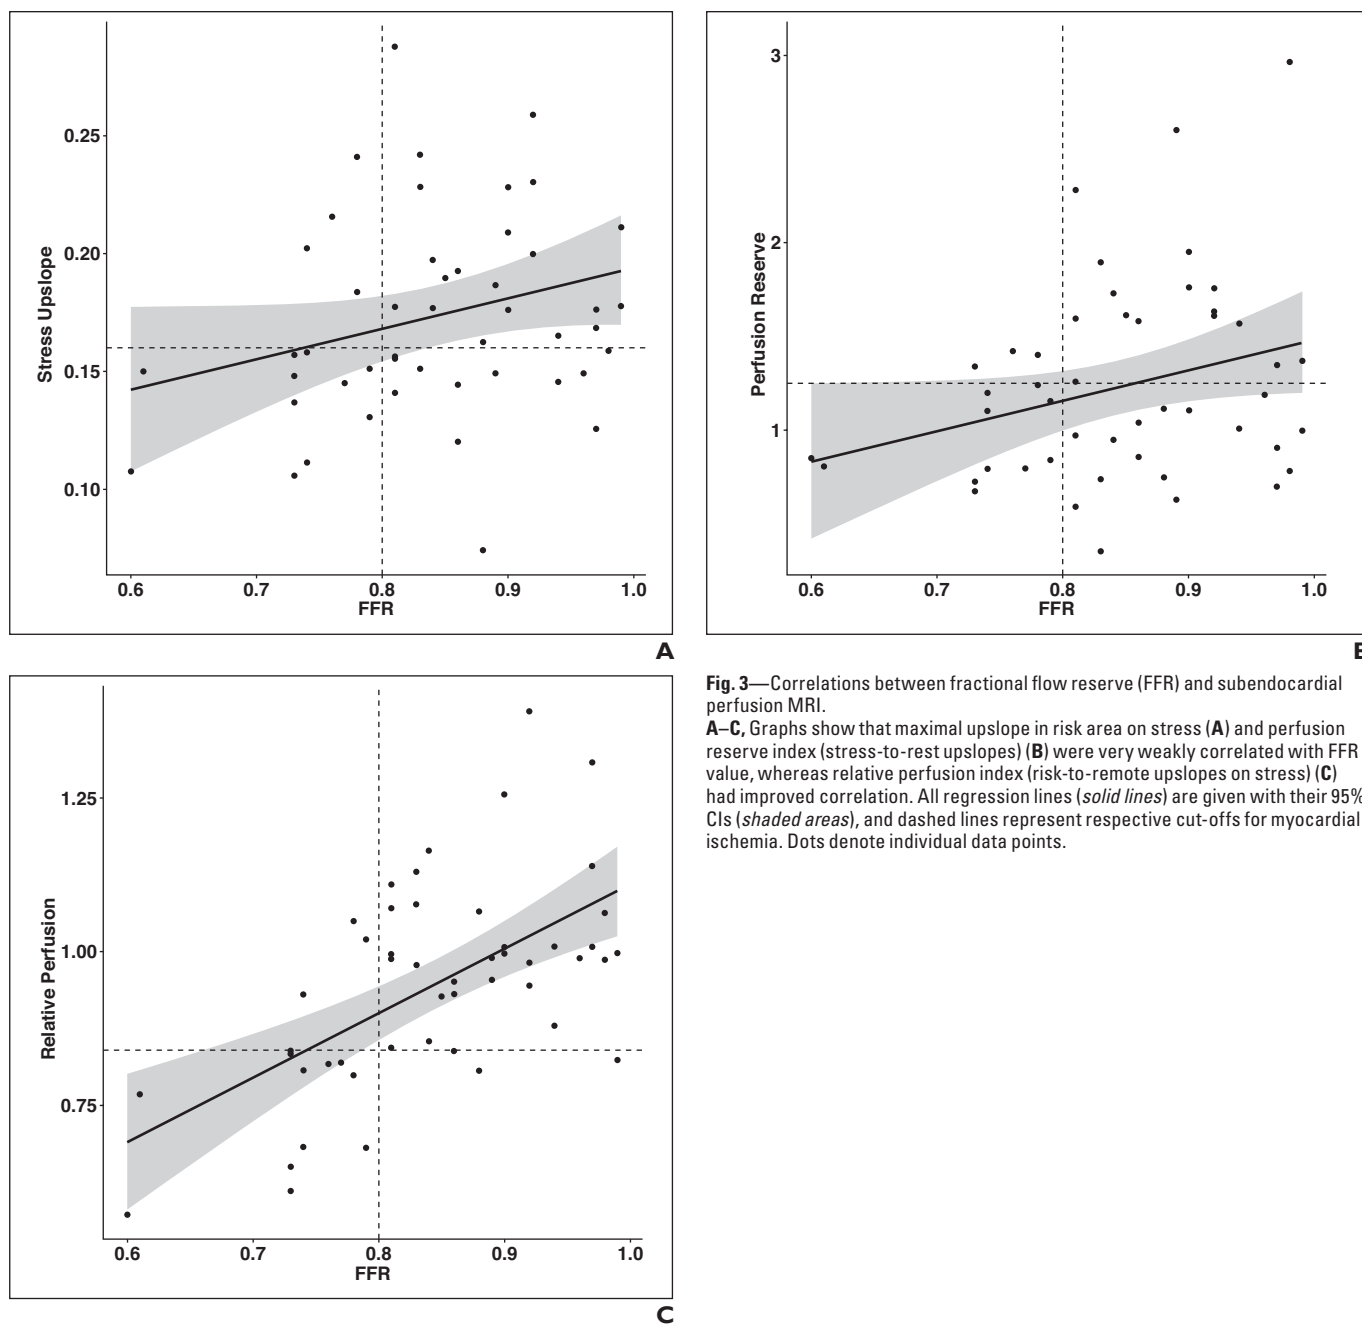 0.25
0.20
0.15
0.10
Stress Upslope
0.6 0.7 0.8 0.9 1.0
FFR
A
3
2
1
Perfusion Reserve
0.6 0.7 0.8 0.9 1.0
FFR
1.25
1.00
0.75
Relative Perfusion
0.6 0.7 0.8 0.9 1.0
FFR
C
Fig. 3—Correlations between fractional flow reserve (FFR) and subendocardial
perfusion MRI.
A–C, Graphs show that maximal upslope in risk area on stress (A) and perfusion
reserve index (stress-to-rest upslopes) (B) were very weakly correlated with FFR
value, whereas relative perfusion index (risk-to-remote upslopes on stress) (C)
had improved correlation. All regression lines (solid lines) are given with their 95%
CIs (shaded areas), and dashed lines represent respective cut-offs for myocardial
ischemia. Dots denote individual data points.